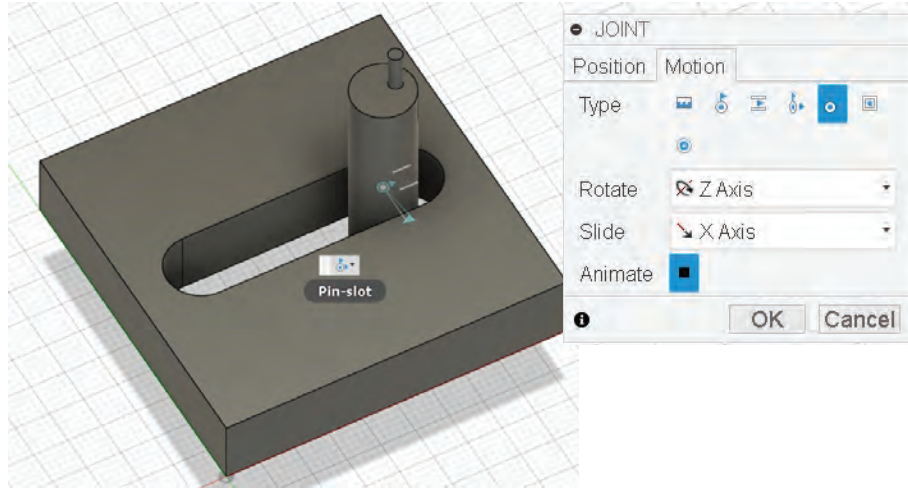 JOINT
Position Motion
Type
Rotate Z Axis
Slide X Axis
Animate
OK Cancel
Pin-slot